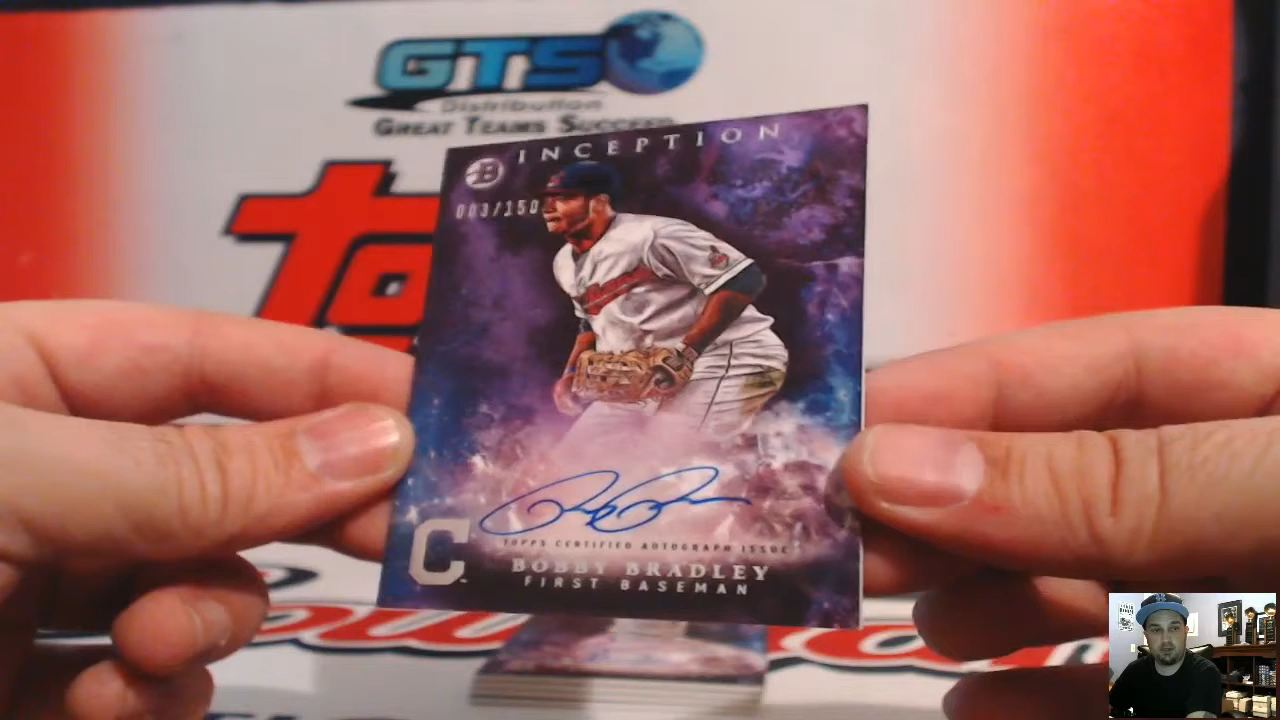 GTS
Distribution
GREAT TEAMS SUCCEED
INCEPTION
B
003/150
C
TOPPS CERTIFIED AUTOGRAPH ISSUE
BOBBY BRADLEY
FIRST BASEMAN